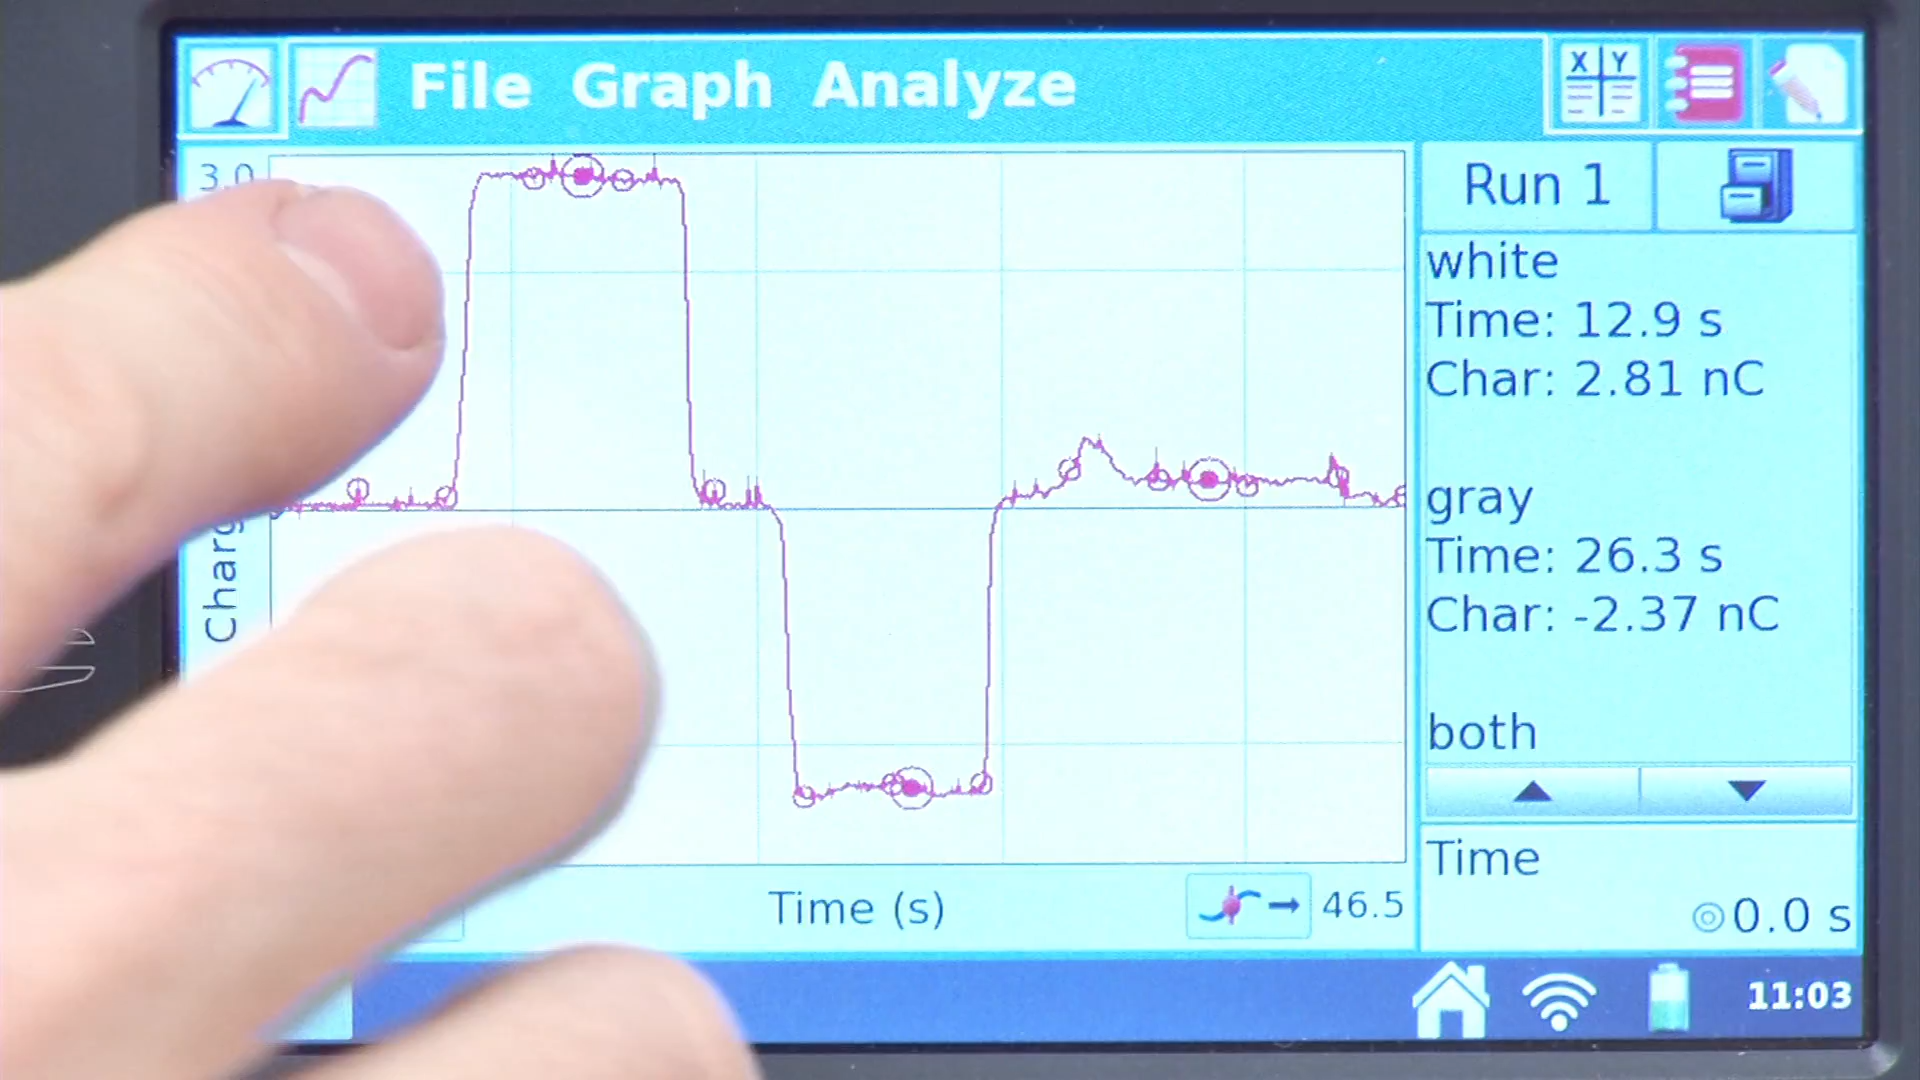 File Graph Analyze
X Y
3.0
Run 1
white
Time: 12.9 s
Char: 2.81 nC
gray
Time: 26.3 s
Char: -2.37 nC
both
Time (s)
46.5
Time
0.0 s
11:03